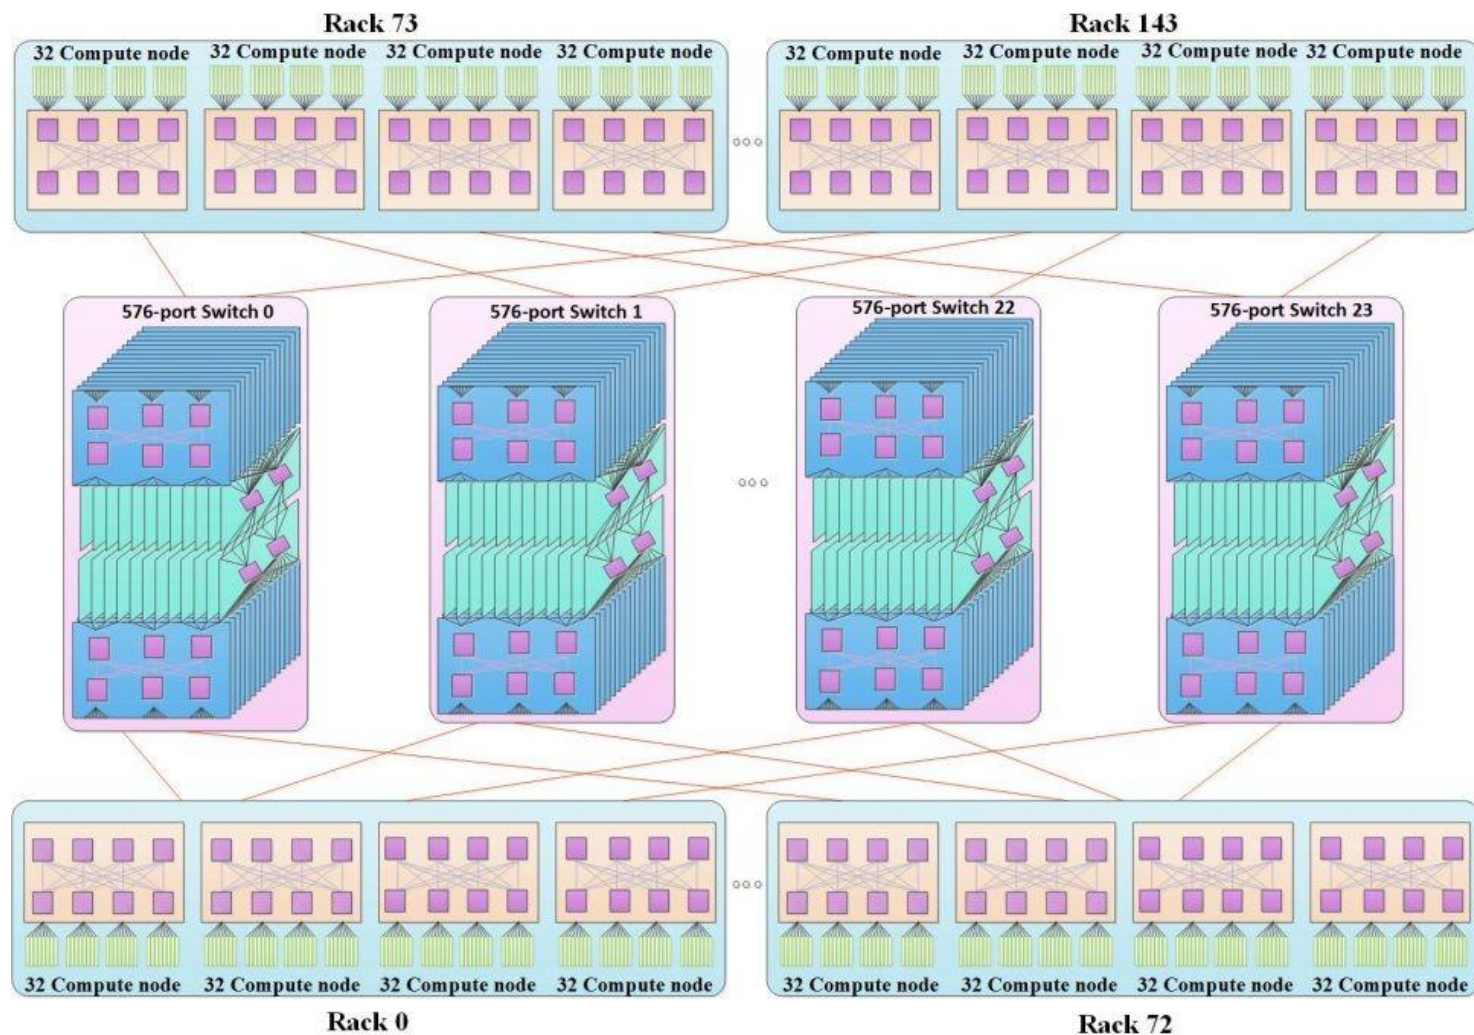 Rack 73
Rack 143
32 Compute node 32 Compute node 32 Compute node 32 Compute node
32 Compute node 32 Compute node 32 Compute node 32 Compute node
576-port Switch 0
576-port Switch 1
576-port Switch 22
576-port Switch 23
32 Compute node 32 Compute node 32 Compute node 32 Compute node
32 Compute node 32 Compute node 32 Compute node 32 Compute node
Rack 0
Rack 72